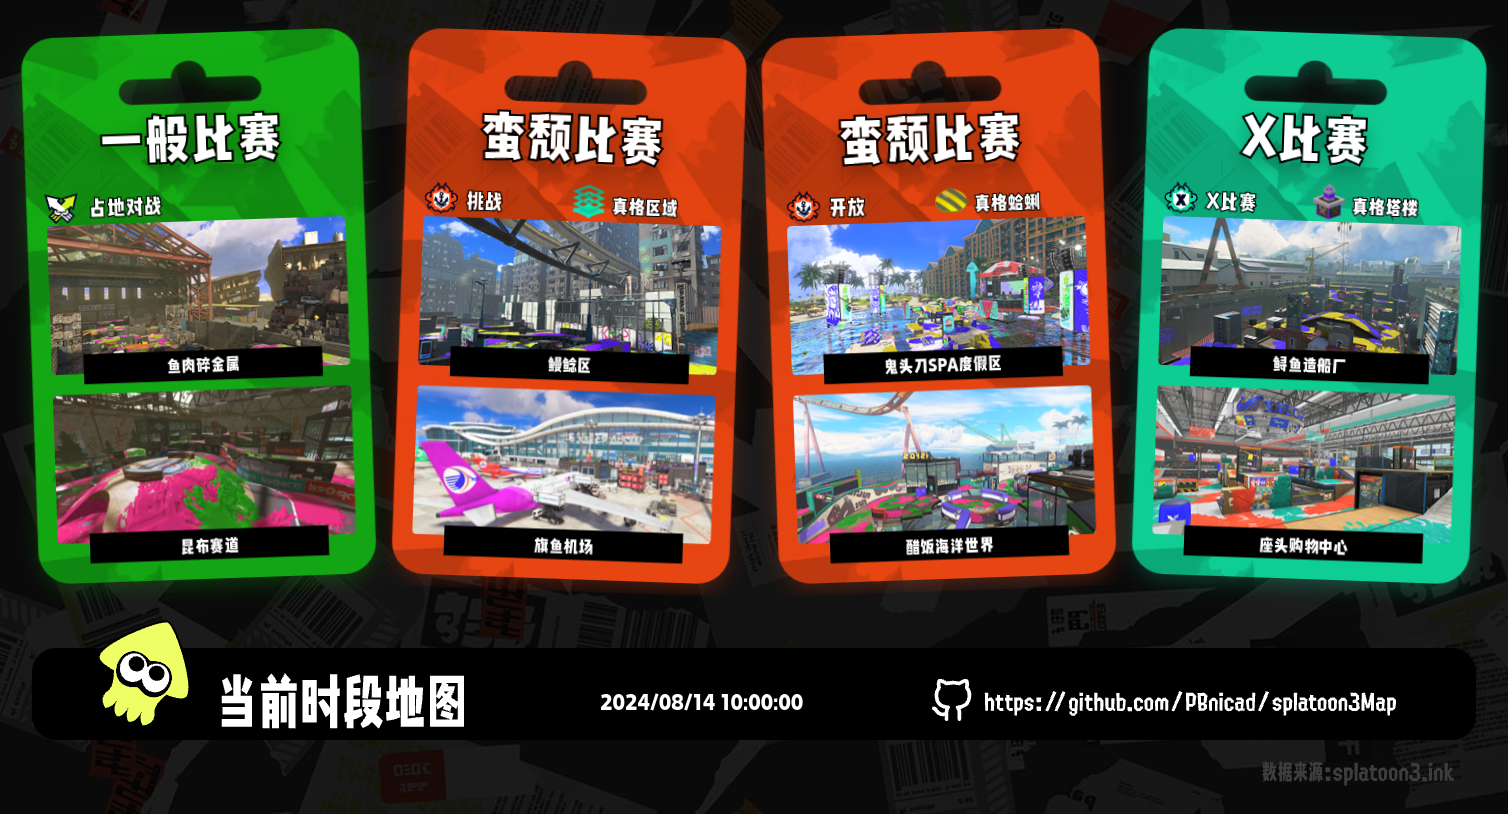 一般比赛
占地对战
鱼肉碎金属
昆布赛道
蛮颓比赛
挑战
真格区域
鳗鲶区
旗鱼机场
蛮颓比赛
开放
真格蛤蜊
鬼头刀SPA度假区
醋饭海洋世界
X比赛
X比赛
真格塔楼
鲟鱼造船厂
座头购物中心
当前时段地图
2024/08/14 10:00:00
https://github.com/PBnicad/splatoon3Map
数据来源:splatoon3.ink